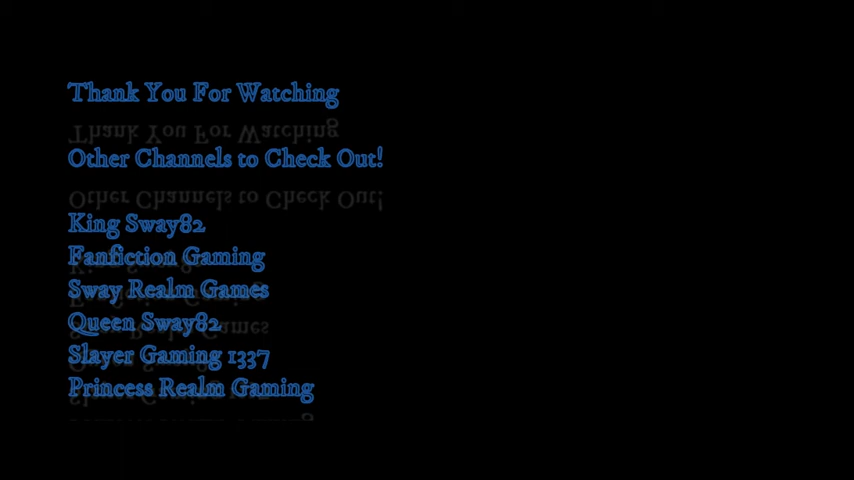 Thank You For Watching
Other Channels to Check Out!
King Sway82
Fanfiction Gaming
Sway Realm Games
Queen Sway82
Slayer Gaming 1337
Princess Realm Gaming